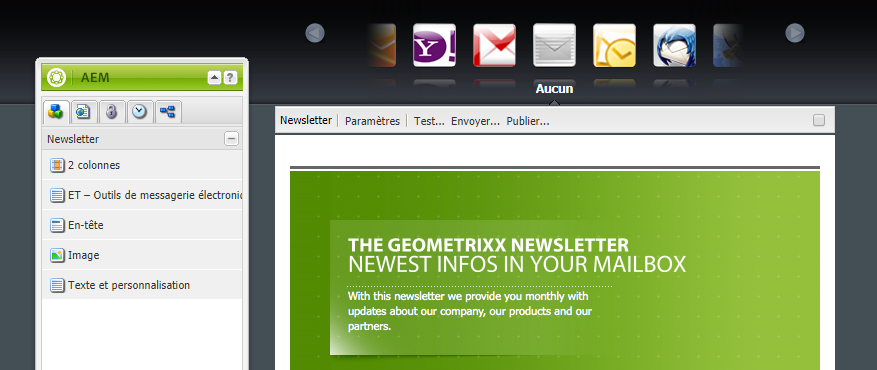 Aucun
AEM
?
Newsletter
2 colonnes
ET – Outils de messagerie électroniq
En-tête
Image
Texte et personnalisation
Newsletter Paramètres Test... Envoyer... Publier...
THE GEOMETRIXX NEWSLETTER
NEWEST INFOS IN YOUR MAILBOX
With this newsletter we provide you monthly with
updates about our company, our products and our
partners.